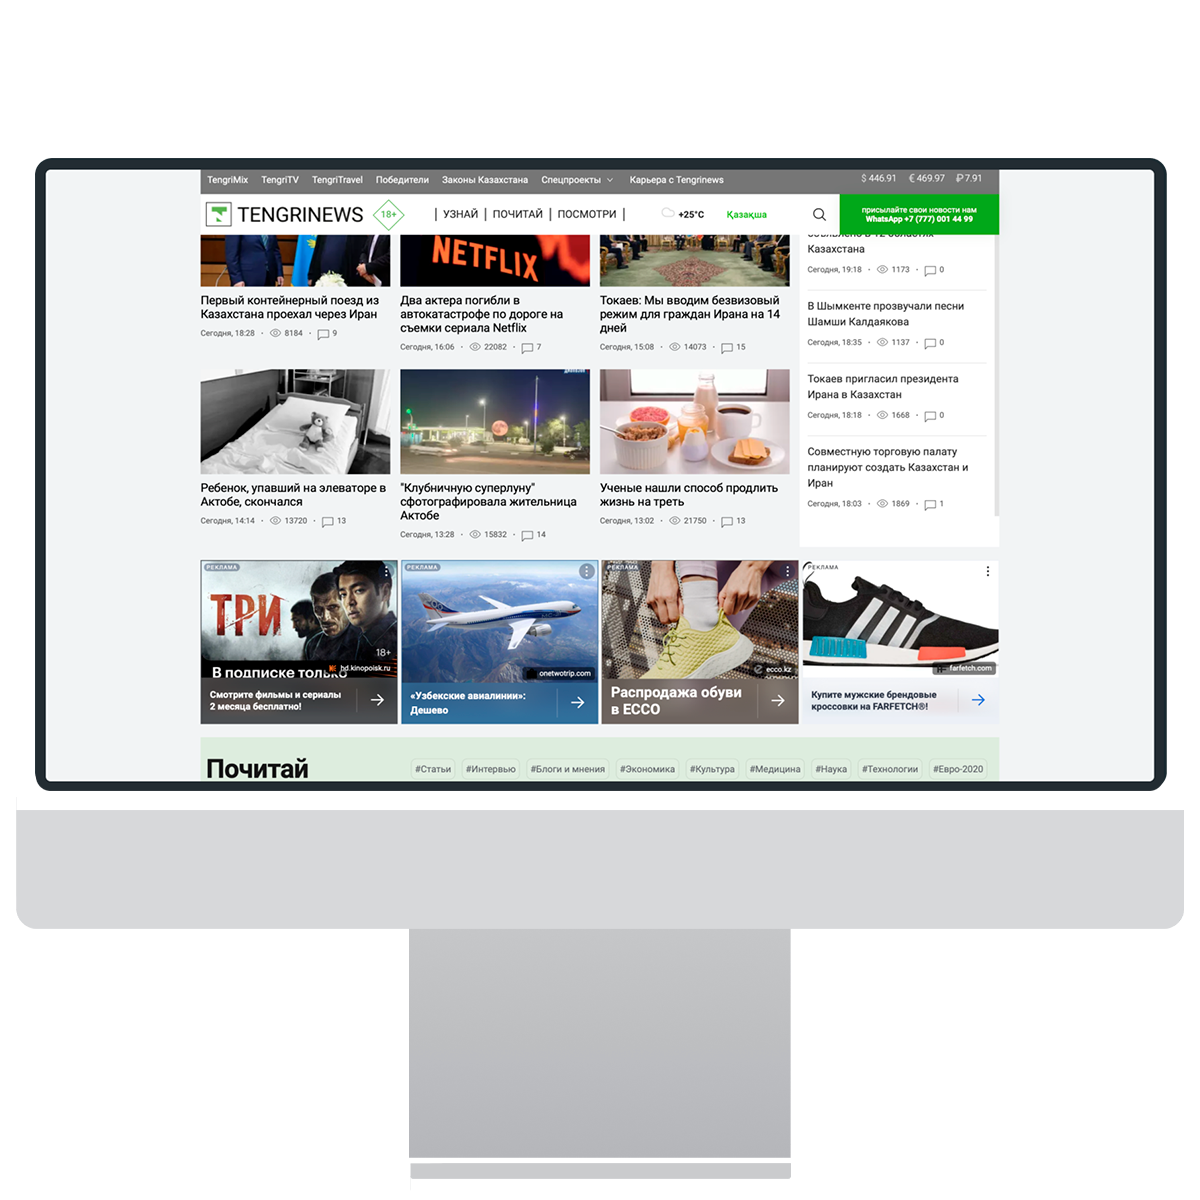 TengriMix TengriTV TengriTravel Победители Законы Казахстана Спецпроекты Карьера с Tengrinews $ 446.91 € 469.97 ₽ 7.91
TENGRINEWS 18+ | УЗНАЙ | ПОЧИТАЙ | ПОСМОТРИ | +25°C Қазақша
присылайте свои новости нам
WhatsApp +7 (777) 001 44 99
NETFLIX
Первый контейнерный поезд из
Казахстана проехал через Иран
Сегодня, 18:28 · 8184 · 9
Два актера погибли в
автокатастрофе по дороге на
съемки сериала Netflix
Сегодня, 16:06 · 22082 · 7
Токаев: Мы вводим безвизовый
режим для граждан Ирана на 14
дней
Сегодня, 15:08 · 14073 · 15
объявлено в 12 областях
Казахстана
Сегодня, 19:18 · 1173 · 0
В Шымкенте прозвучали песни
Шамши Калдаякова
Сегодня, 18:35 · 1137 · 0
Токаев пригласил президента
Ирана в Казахстан
Сегодня, 18:18 · 1668 · 0
Совместную торговую палату
планируют создать Казахстан и
Иран
Сегодня, 18:03 · 1869 · 1
Ребенок, упавший на элеваторе в
Актобе, скончался
Сегодня, 14:14 · 13720 · 13
"Клубничную суперлуну"
сфотографировала жительница
Актобе
Сегодня, 13:28 · 15832 · 14
Ученые нашли способ продлить
жизнь на треть
Сегодня, 13:02 · 21750 · 13
РЕКЛАМА
ТРИ
18+
В подписке только
hd.kinopoisk.ru
Смотрите фильмы и сериалы
2 месяца бесплатно!
РЕКЛАМА
onetwotrip.com
«Узбекские авиалинии»:
Дешево
РЕКЛАМА
ecco.kz
Распродажа обуви
в ECCO
РЕКЛАМА
farfetch.com
Купите мужские брендовые
кроссовки на FARFETCH®!
Почитай #Статьи #Интервью #Блоги и мнения #Экономика #Культура #Медицина #Наука #Технологии #Евро-2020